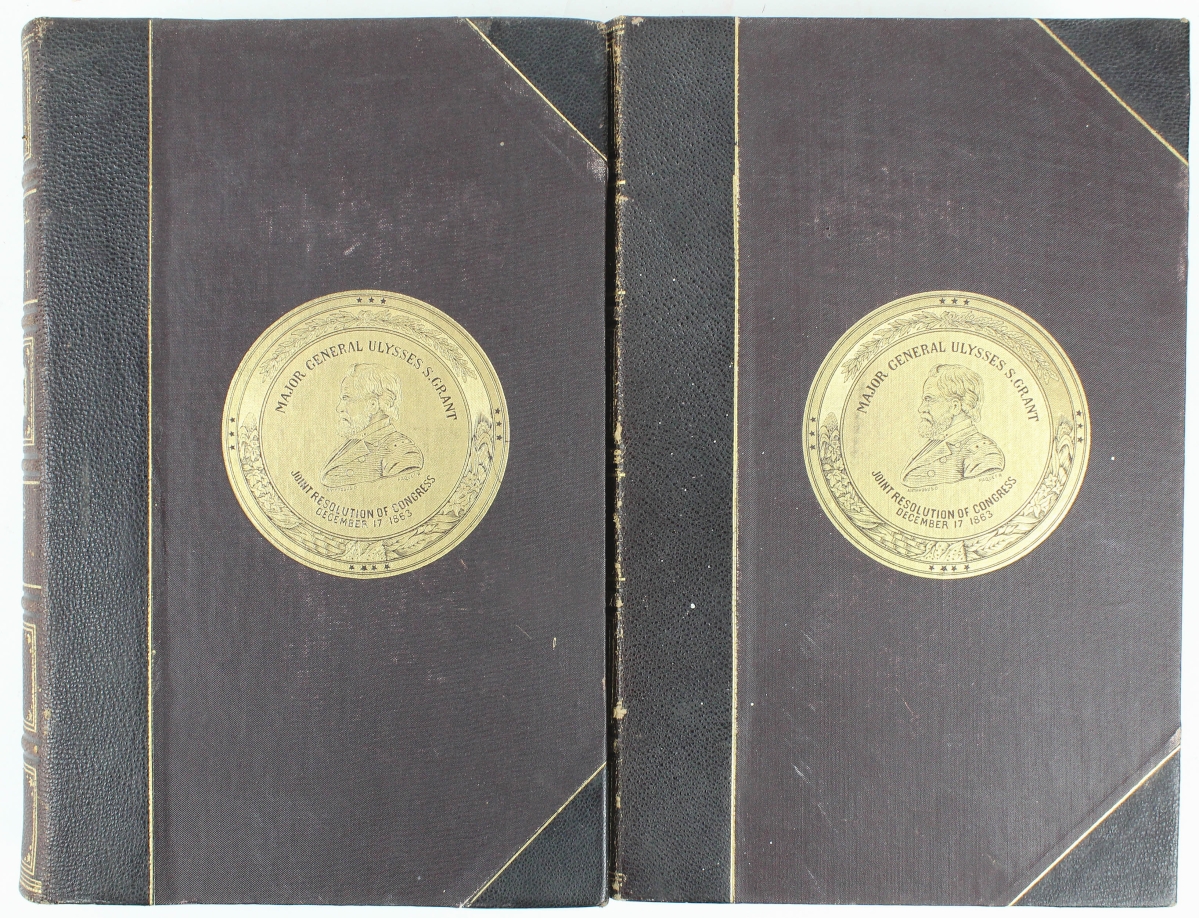 MAJOR GENERAL ULYSSES S. GRANT
JOINT RESOLUTION OF CONGRESS
DECEMBER 17 1863
MAJOR GENERAL ULYSSES S. GRANT
JOINT RESOLUTION OF CONGRESS
DECEMBER 17 1863